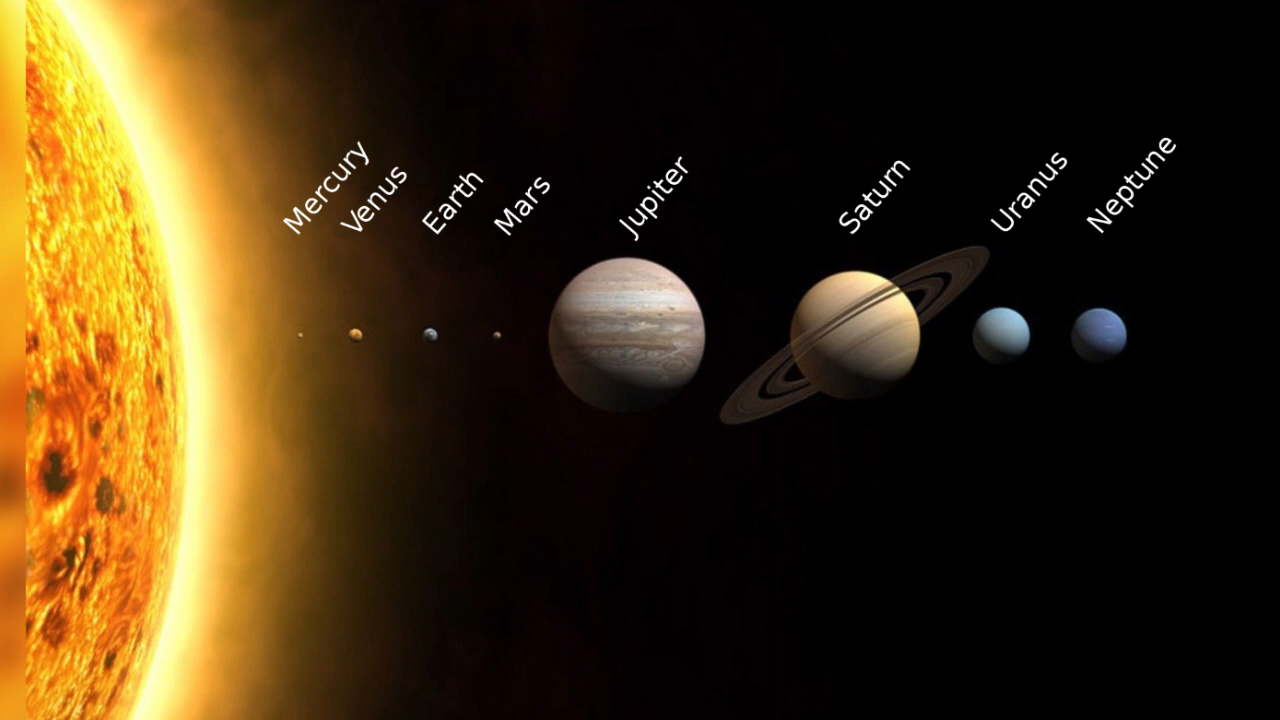 Mercury
Venus
Earth
Mars
Jupiter
Saturn
Uranus
Neptune